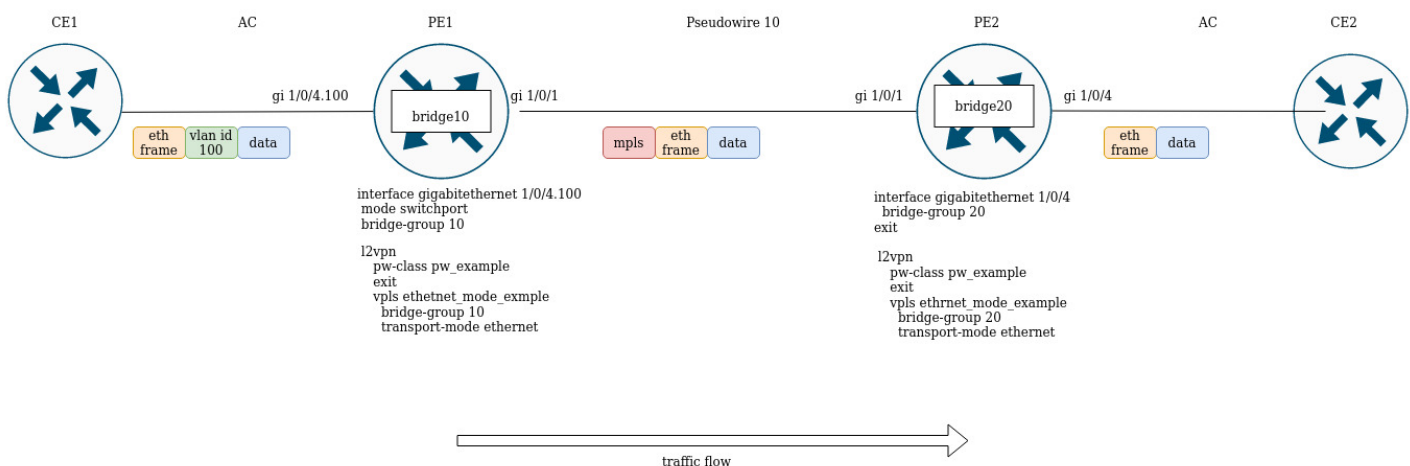 CE1
AC
PE1
Pseudowire 10
PE2
AC
CE2
gi 1/0/4.100
gi 1/0/1
gi 1/0/1
gi 1/0/4
bridge10
bridge20
eth
frame
vlan id
100
data
mpls
eth
frame
data
eth
frame
data
interface gigabitethernet 1/0/4.100
mode switchport
bridge-group 10
l2vpn
pw-class pw_example
exit
vpls ethetnet_mode_exmple
bridge-group 10
transport-mode ethernet
interface gigabitethernet 1/0/4
bridge-group 20
exit
l2vpn
pw-class pw_example
exit
vpls ethrnet_mode_example
bridge-group 20
transport-mode ethernet
traffic flow